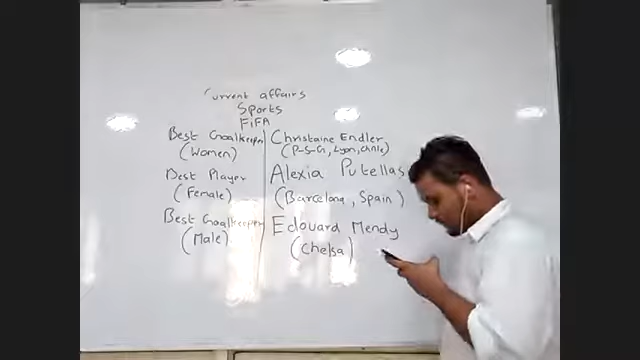 Current affairs
Sports
FIFA
Best Goalkeeper Christaine Endler
(Women) (P-S-G, Lyon, chile)
Best Player Alexia Putellas
(Female) (Barcelona, Spain)
Best Goalkeeper Edouard Mendy
(Male) (Chelsa)